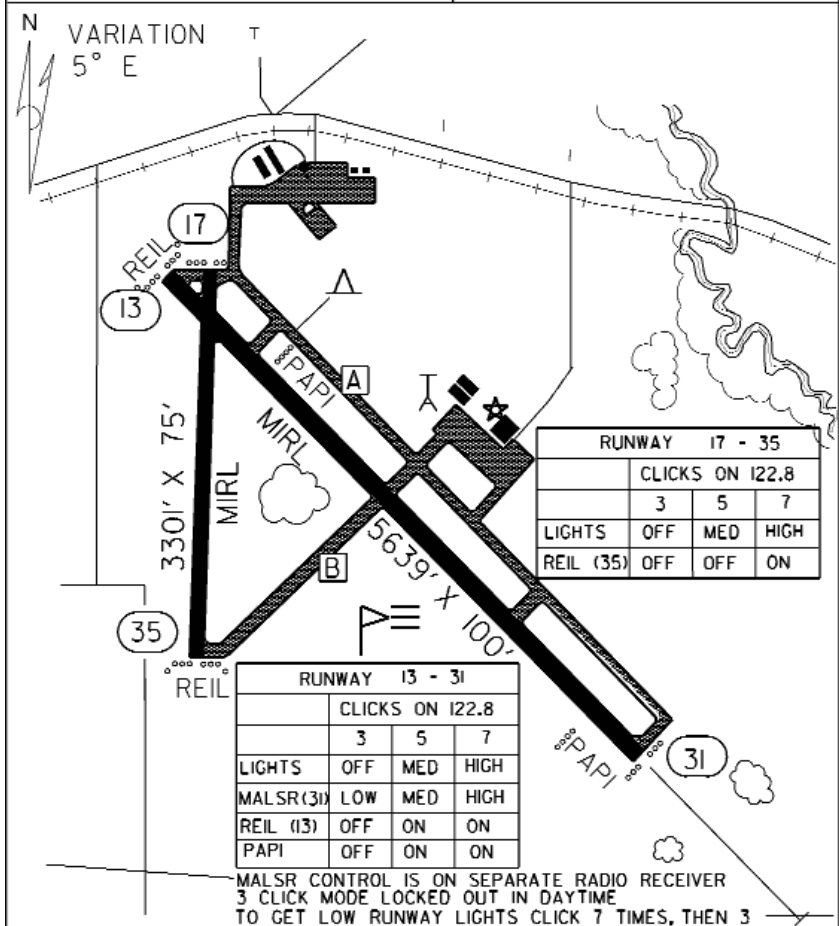 N
VARIATION
5° E
T
17
REIL
13
PAPI
A
MIRL
3301' X 75'
MIRL
5639' X 100'
B
35
REIL
PAPI
31
RUNWAY 17 - 35
CLICKS ON 122.8
3 5 7
LIGHTS OFF MED HIGH
REIL (35) OFF OFF ON
RUNWAY 13 - 31
CLICKS ON 122.8
3 5 7
LIGHTS OFF MED HIGH
MALSR(31) LOW MED HIGH
REIL (13) OFF ON ON
PAPI OFF ON ON
MALSR CONTROL IS ON SEPARATE RADIO RECEIVER
3 CLICK MODE LOCKED OUT IN DAYTIME
TO GET LOW RUNWAY LIGHTS CLICK 7 TIMES, THEN 3